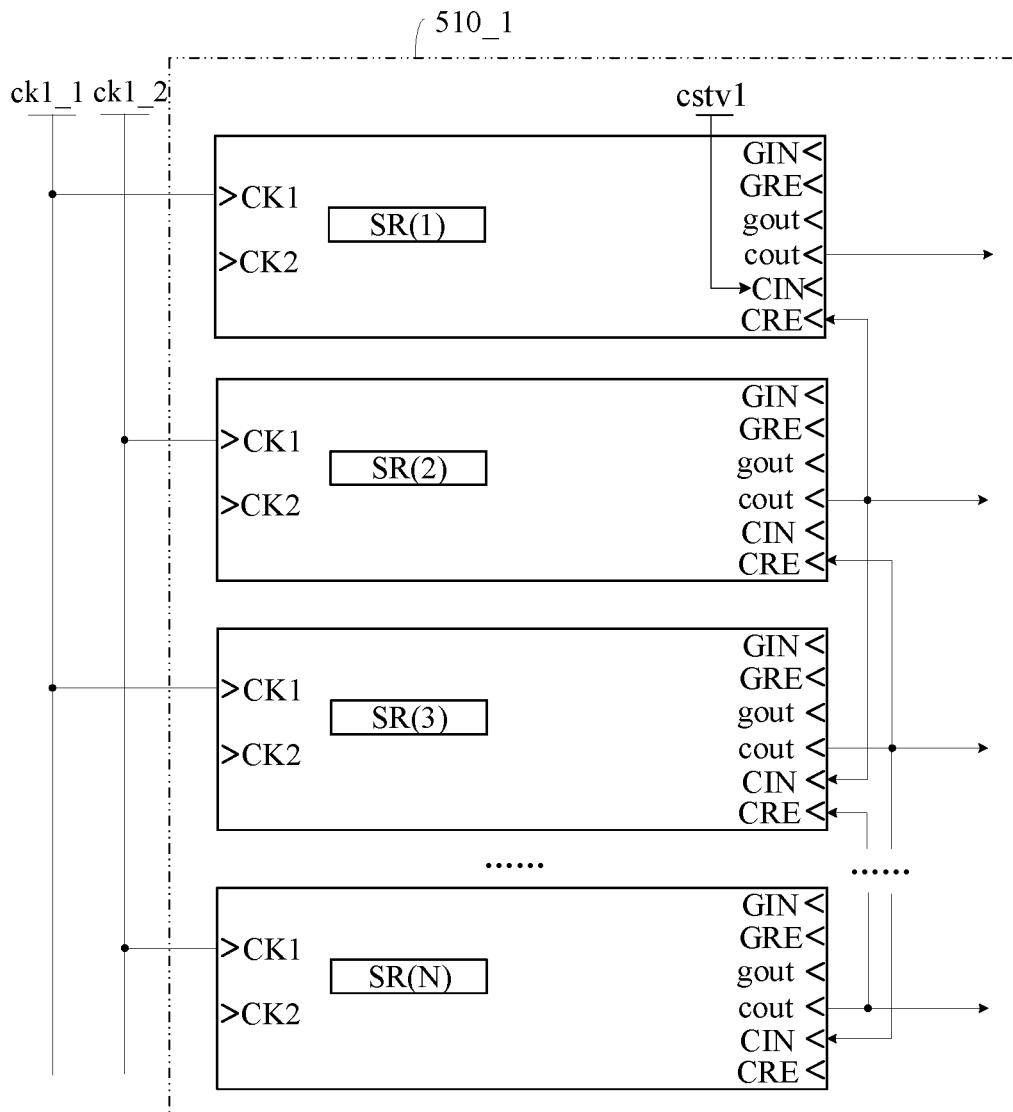 510_1
ck1_1 ck1_2
cstv1
GIN
GRE
CK1
SR(1)
gout
cout
CK2
CIN
CRE
GIN
GRE
CK1
SR(2)
gout
cout
CK2
CIN
CRE
GIN
GRE
CK1
SR(3)
gout
cout
CK2
CIN
CRE
......
......
GIN
GRE
CK1
SR(N)
gout
cout
CK2
CIN
CRE